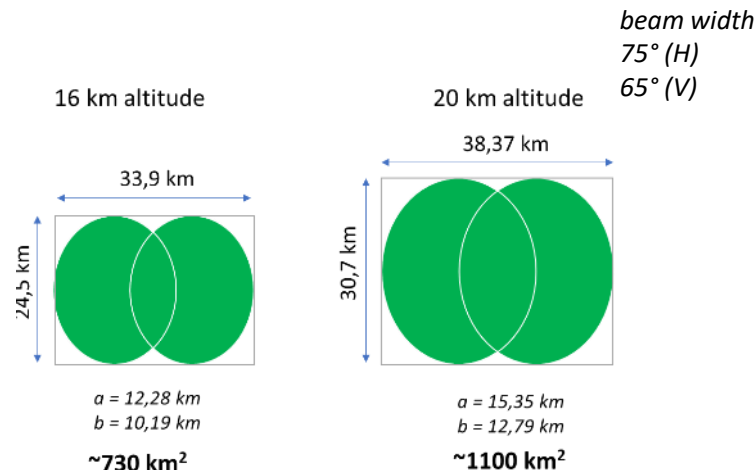 beam width
75° (H)
65° (V)
16 km altitude
20 km altitude
33,9 km
38,37 km
24,5 km
30,7 km
a = 12,28 km
b = 10,19 km
a = 15,35 km
b = 12,79 km
~730 km²
~1100 km²